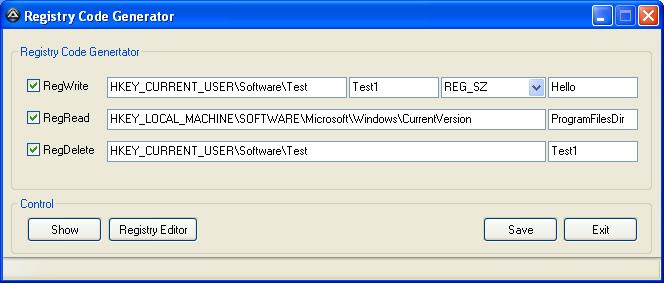 Registry Code Generator
Registry Code Genertator
RegWrite HKEY_CURRENT_USER\Software\Test Test1 REG_SZ Hello
RegRead HKEY_LOCAL_MACHINE\SOFTWARE\Microsoft\Windows\CurrentVersion ProgramFilesDir
RegDelete HKEY_CURRENT_USER\Software\Test Test1
Control
Show Registry Editor Save Exit